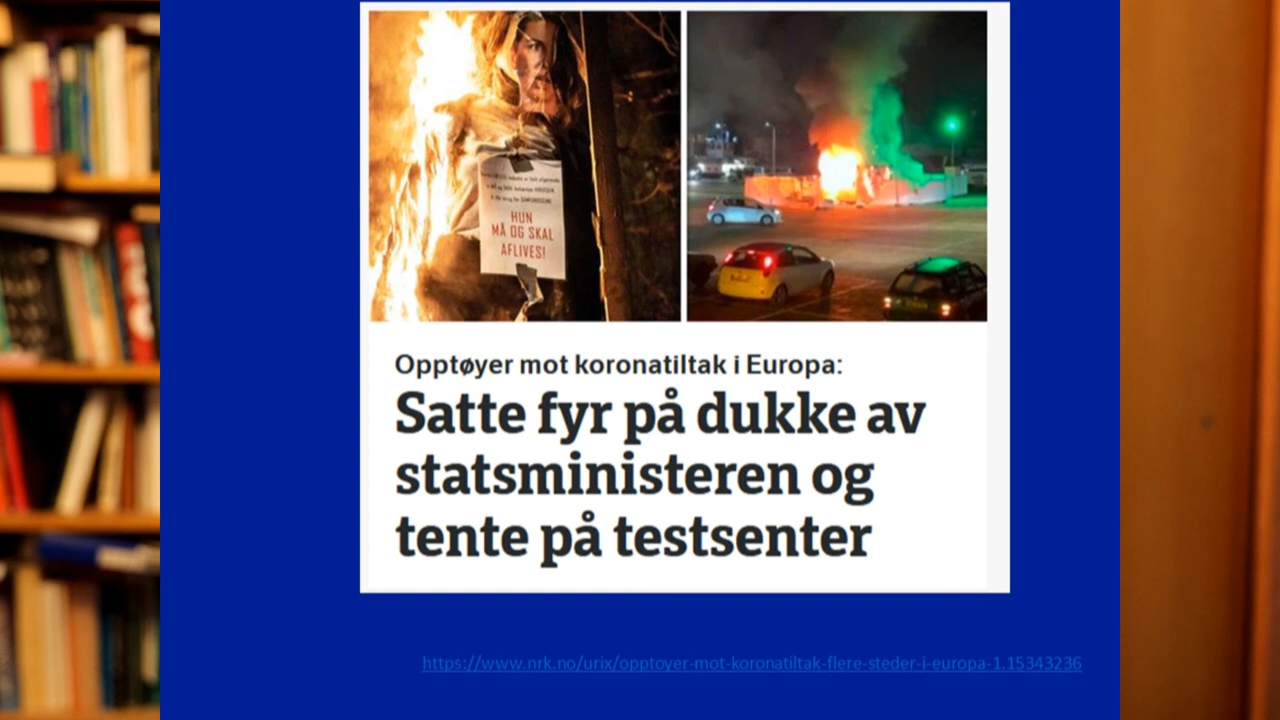 HUN
MÅ OG SKAL
AFLIVES!
Opptøyer mot koronatiltak i Europa:
Satte fyr på dukke av
statsministeren og
tente på testsenter
https://www.nrk.no/urix/opptoyer-mot-koronatiltak-flere-steder-i-europa-1.15343236